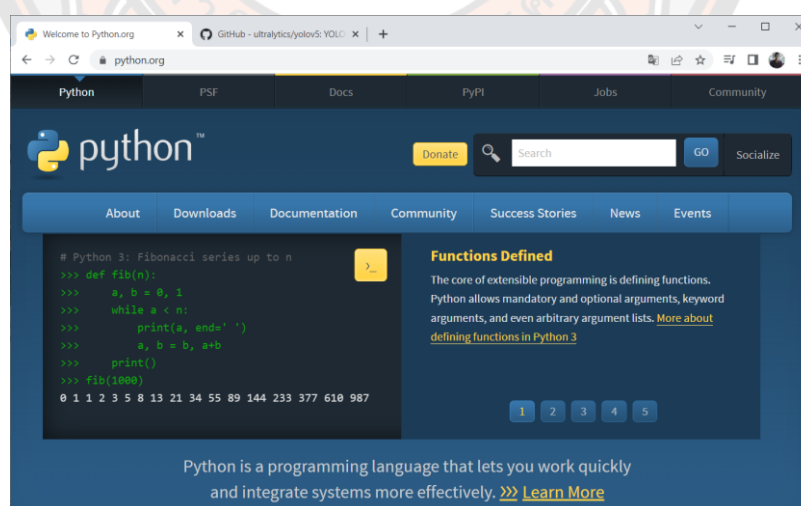 Welcome to Python.org
GitHub - ultralytics/yolov5: YOLO
python.org
Python PSF Docs PyPI Jobs Community
python™
Donate Search GO Socialize
About Downloads Documentation Community Success Stories News Events
# Python 3: Fibonacci series up to n
>>> def fib(n):
>>>     a, b = 0, 1
>>>     while a < n:
>>>         print(a, end=' ')
>>>         a, b = b, a+b
>>>     print()
>>> fib(1000)
0 1 1 2 3 5 8 13 21 34 55 89 144 233 377 610 987
>_
Functions Defined
The core of extensible programming is defining functions.
Python allows mandatory and optional arguments, keyword
arguments, and even arbitrary argument lists. More about
defining functions in Python 3
1 2 3 4 5
Python is a programming language that lets you work quickly
and integrate systems more effectively. >>> Learn More